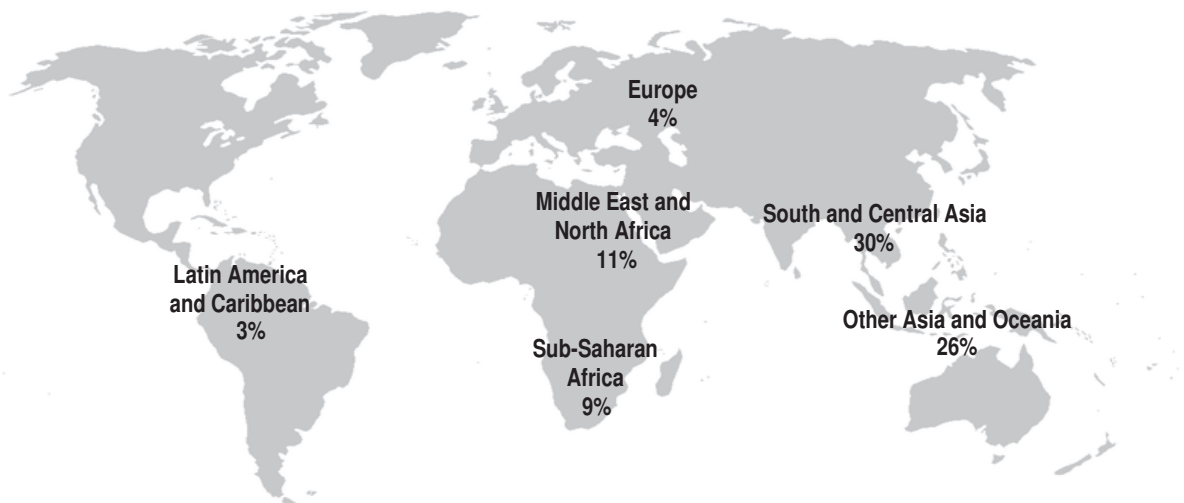 Europe
4%
Middle East and
North Africa
11%
South and Central Asia
30%
Latin America
and Caribbean
3%
Other Asia and Oceania
26%
Sub-Saharan
Africa
9%